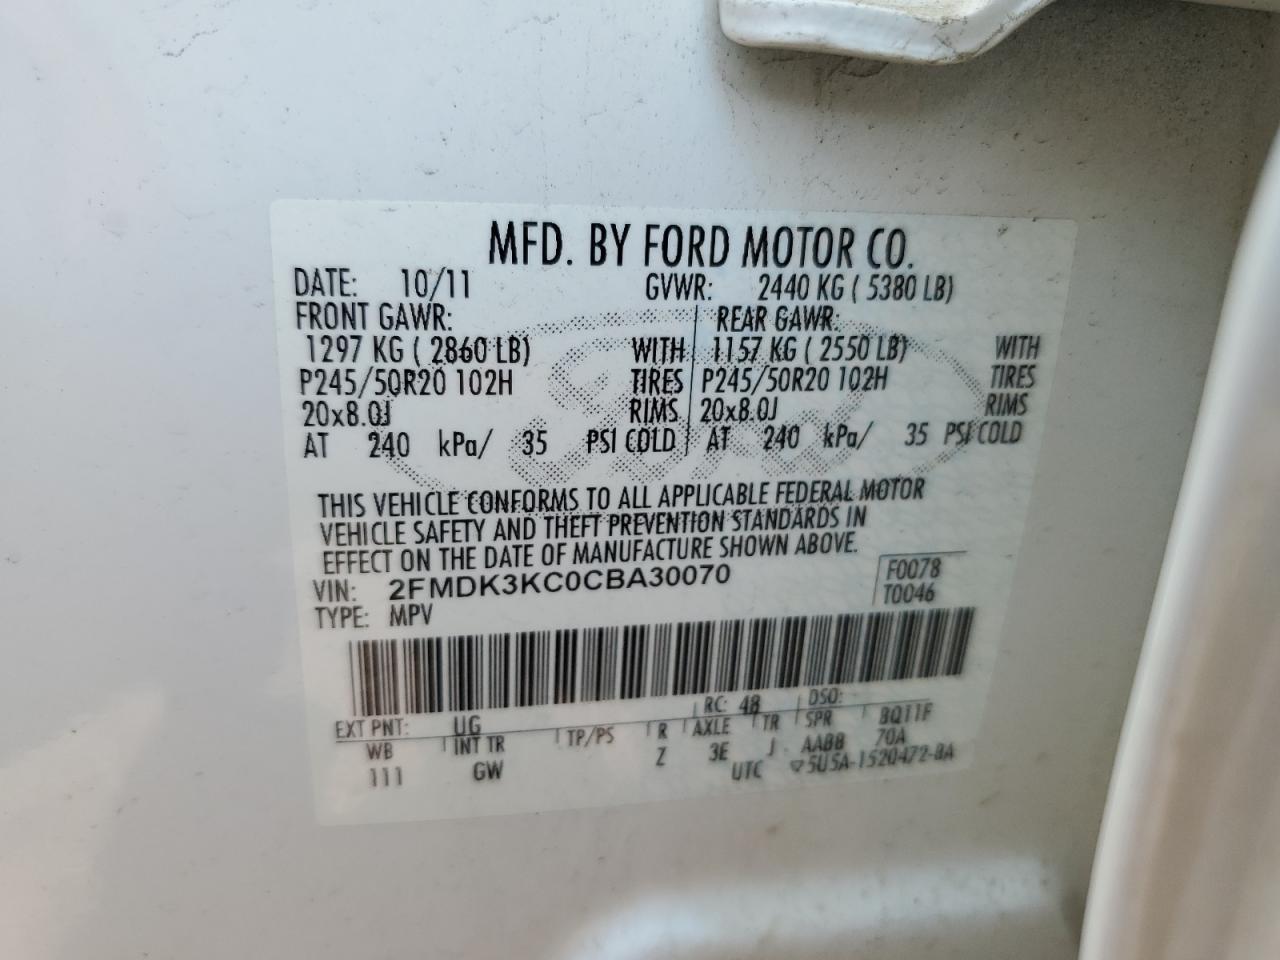 MFD. BY FORD MOTOR CO.
DATE: 10/11 GVWR: 2440 KG ( 5380 LB)
FRONT GAWR: REAR GAWR:
1297 KG ( 2860 LB) WITH 1157 KG ( 2550 LB) WITH
P245/50R20 102H TIRES P245/50R20 102H TIRES
20x8.0J RIMS 20x8.0J RIMS
AT 240 kPa/ 35 PSI COLD AT 240 kPa/ 35 PSI COLD
THIS VEHICLE CONFORMS TO ALL APPLICABLE FEDERAL MOTOR
VEHICLE SAFETY AND THEFT PREVENTION STANDARDS IN
EFFECT ON THE DATE OF MANUFACTURE SHOWN ABOVE.
VIN: 2FMDK3KC0CBA30070 F0078
TYPE: MPV T0046
EXT PNT: UG RC: 48 DSO:
WB INT TR TP/PS R AXLE TR SPR BQ11F
111 GW Z 3E J AABB 70A
UTC ▽5U5A-1520472-BA